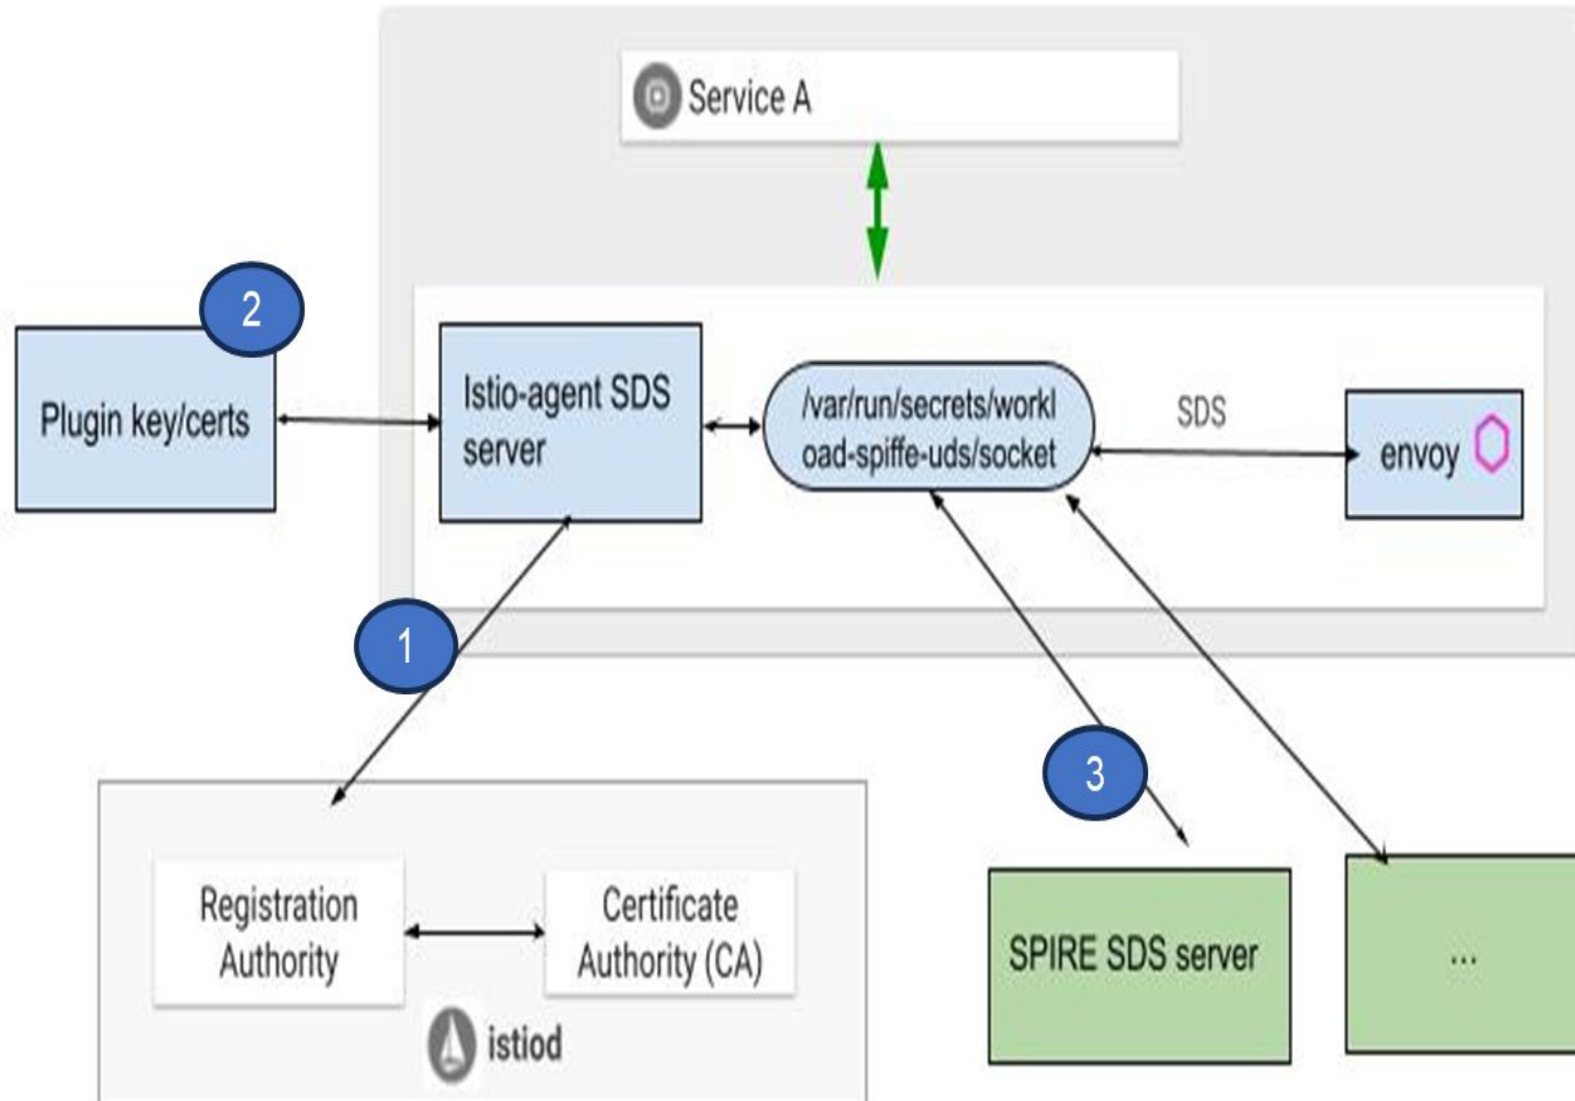 Service A
2
Plugin key/certs
Istio-agent SDS
server
/var/run/secrets/workl
oad-spiffe-uds/socket
SDS
envoy
1
3
Registration
Authority
Certificate
Authority (CA)
istiod
SPIRE SDS server
...